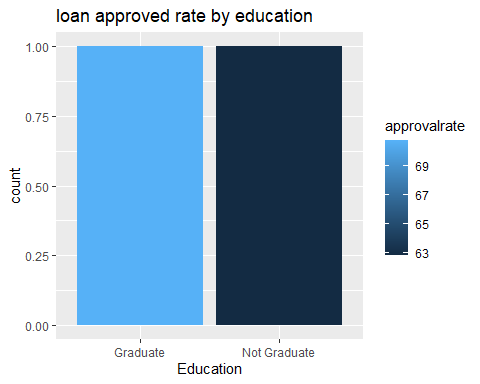 loan approved rate by education
1.00
0.75
0.50
0.25
0.00
count
Graduate
Not Graduate
Education
approvalrate
69
67
65
63